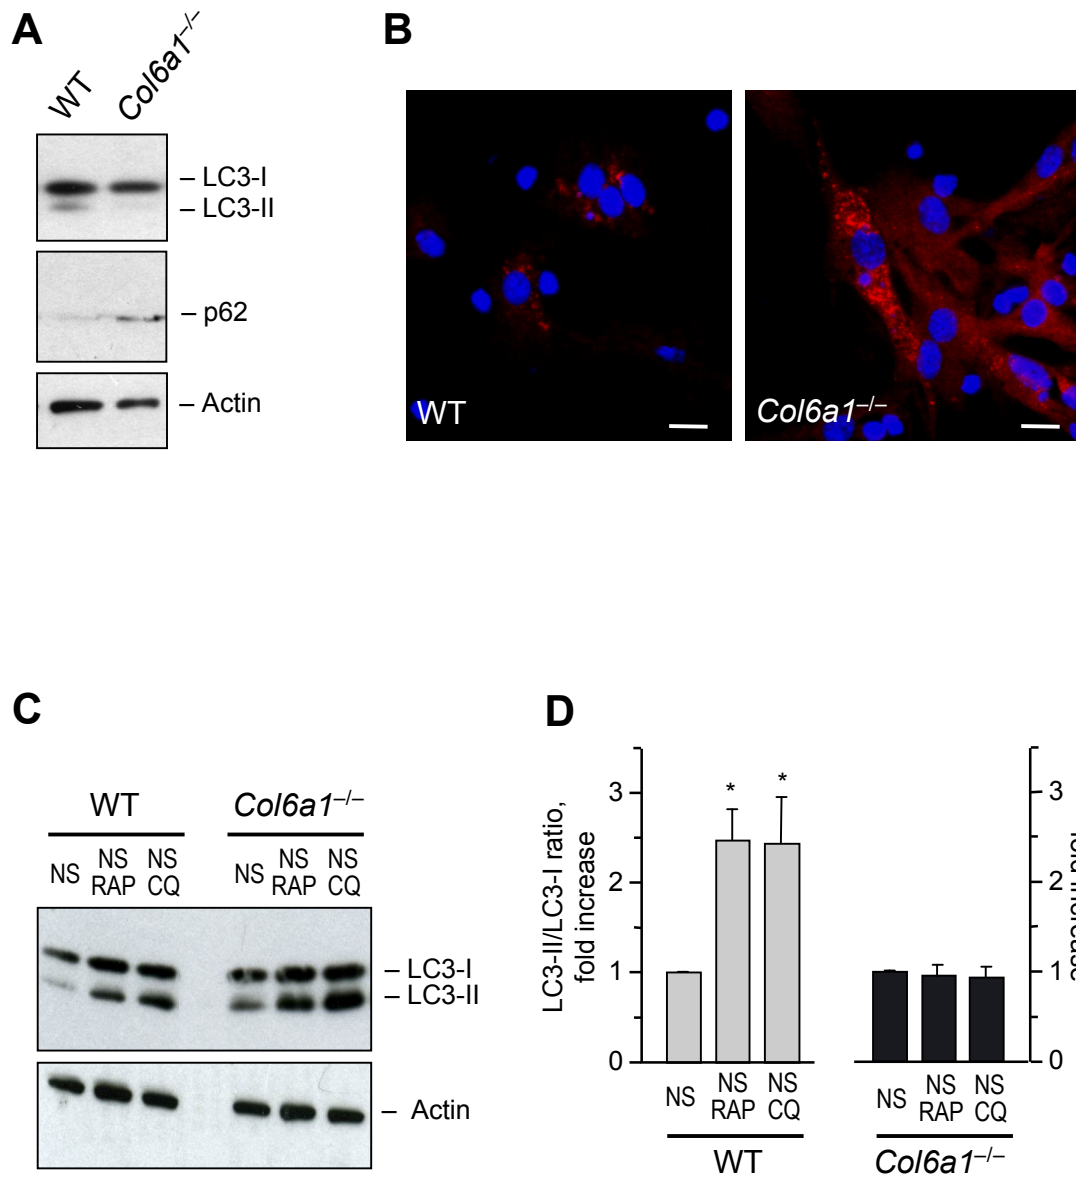 A
WT
Col6a1–/–
– LC3-I
– LC3-II
– p62
– Actin
B
WT
Col6a1–/–
C
WT
Col6a1–/–
NS
NS RAP
NS CQ
NS
NS RAP
NS CQ
– LC3-I
– LC3-II
– Actin
D
LC3-II/LC3-I ratio,
fold increase
3
2
1
0
*
*
NS
NS RAP
NS CQ
WT
NS
NS RAP
NS CQ
Col6a1–/–
3
2
1
0
fold increase